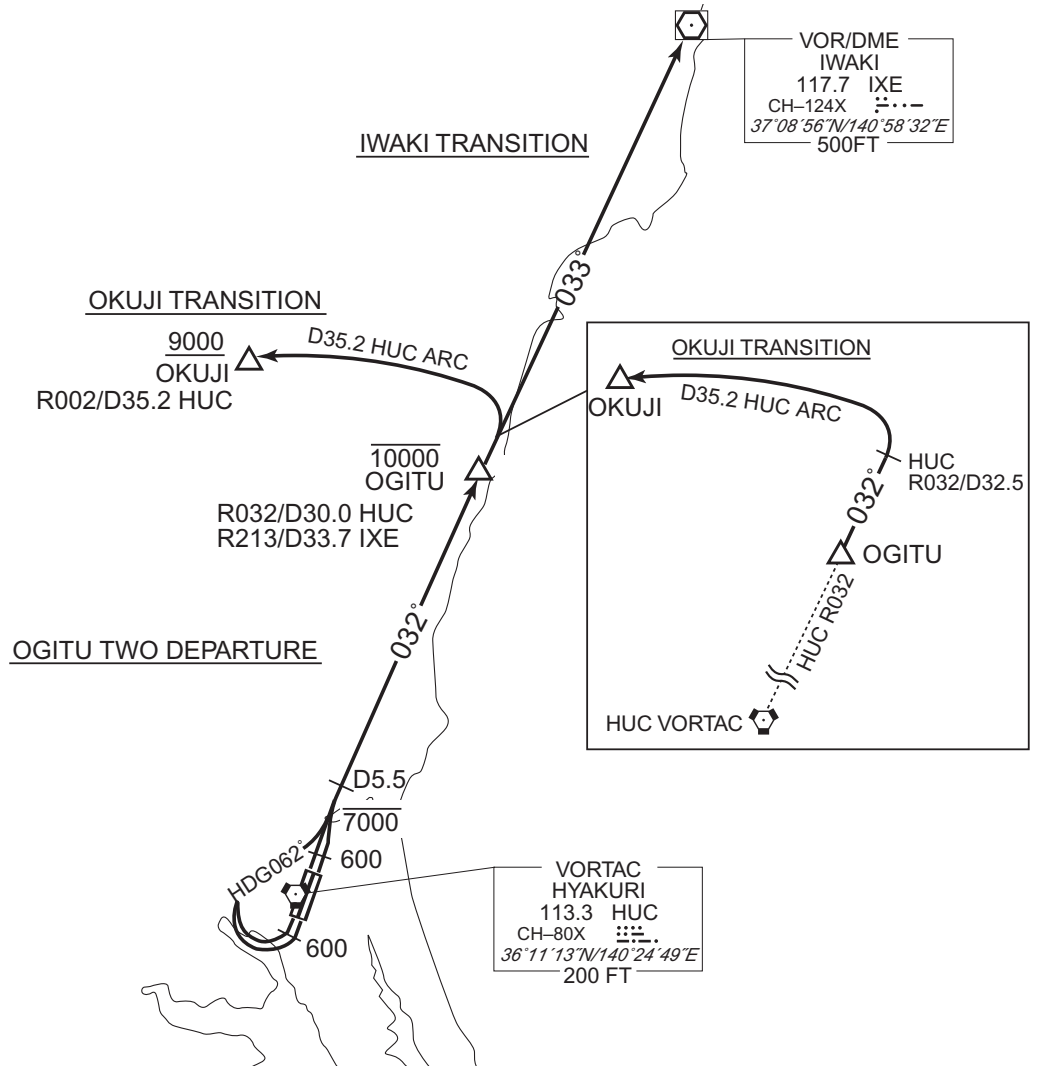 VOR/DME
IWAKI
117.7 IXE
CH–124X
37°08´56˝N/140°58´32˝E
500FT
IWAKI TRANSITION
033°
OKUJI TRANSITION
9000
OKUJI
R002/D35.2 HUC
D35.2 HUC ARC
10000
OGITU
R032/D30.0 HUC
R213/D33.7 IXE
032°
OGITU TWO DEPARTURE
D5.5
7000
600
HDG062°
600
VORTAC
HYAKURI
113.3 HUC
CH–80X
36°11´13˝N/140°24´49˝E
200 FT
OKUJI TRANSITION
OKUJI
D35.2 HUC ARC
HUC
R032/D32.5
032°
OGITU
HUC R032
HUC VORTAC